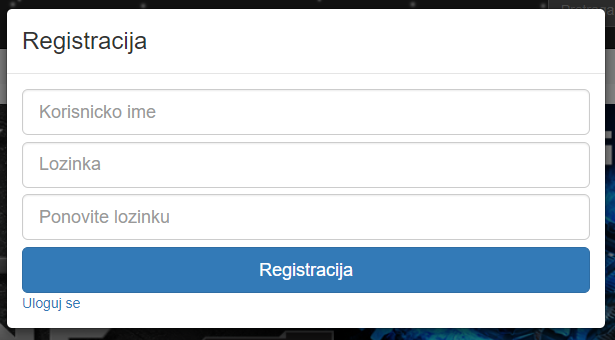 Registracija
Korisnicko ime
Lozinka
Ponovite lozinku
Registracija
Uloguj se